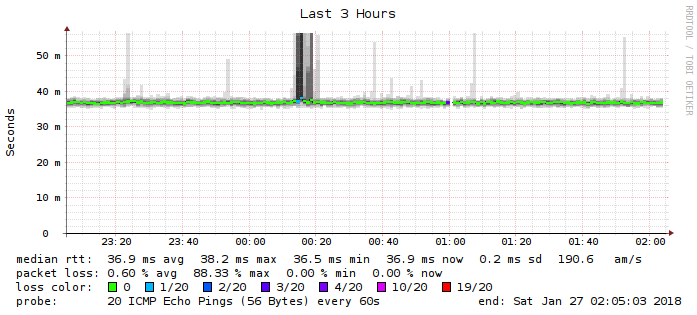 Last 3 Hours
RRDTOOL / TOBI OETIKER
Seconds
50 m
40 m
30 m
20 m
10 m
0
23:20 23:40 00:00 00:20 00:40 01:00 01:20 01:40 02:00
median rtt: 36.9 ms avg 38.2 ms max 36.5 ms min 36.9 ms now 0.2 ms sd 190.6 am/s
packet loss: 0.60 % avg 88.33 % max 0.00 % min 0.00 % now
loss color: 0 1/20 2/20 3/20 4/20 10/20 19/20
probe: 20 ICMP Echo Pings (56 Bytes) every 60s end: Sat Jan 27 02:05:03 2018